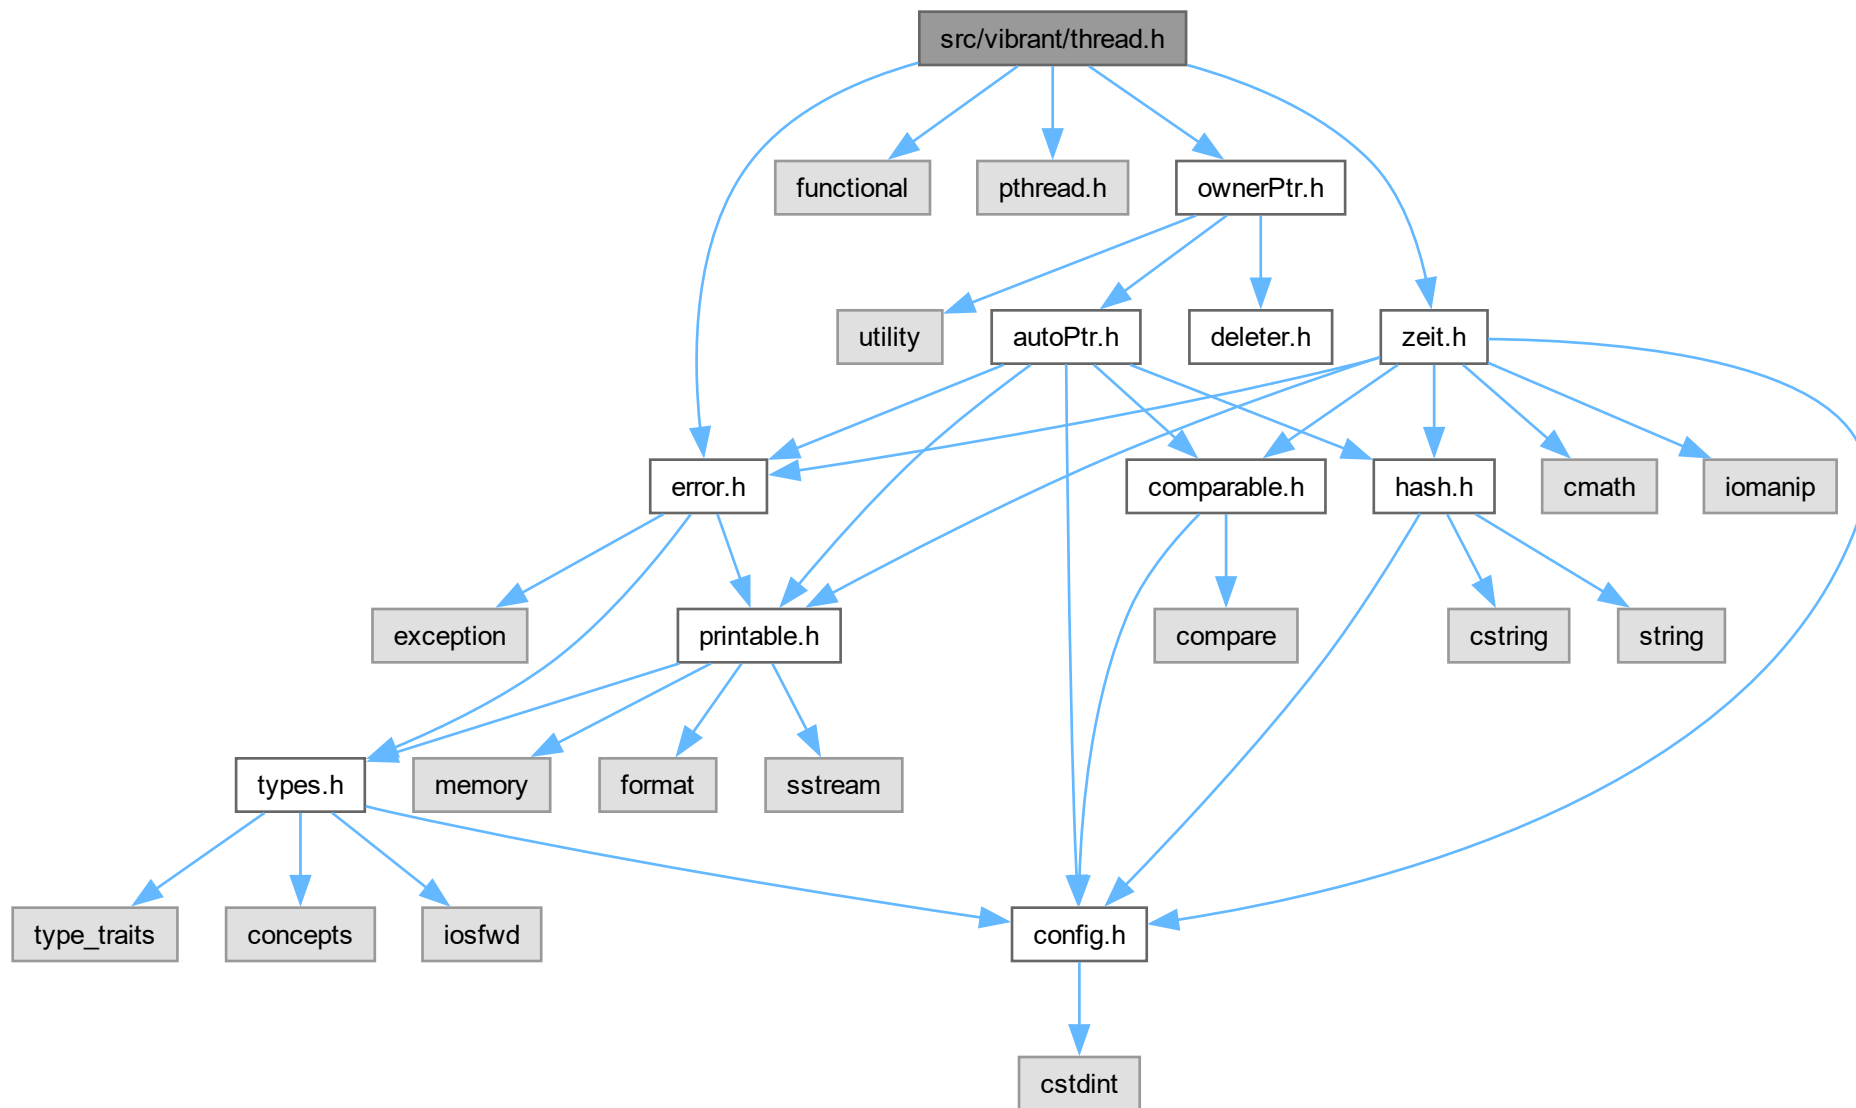 src/vibrant/thread.h
functional
pthread.h
ownerPtr.h
utility
autoPtr.h
deleter.h
zeit.h
error.h
comparable.h
hash.h
cmath
iomanip
exception
printable.h
compare
cstring
string
types.h
memory
format
sstream
type_traits
concepts
iosfwd
config.h
cstdint